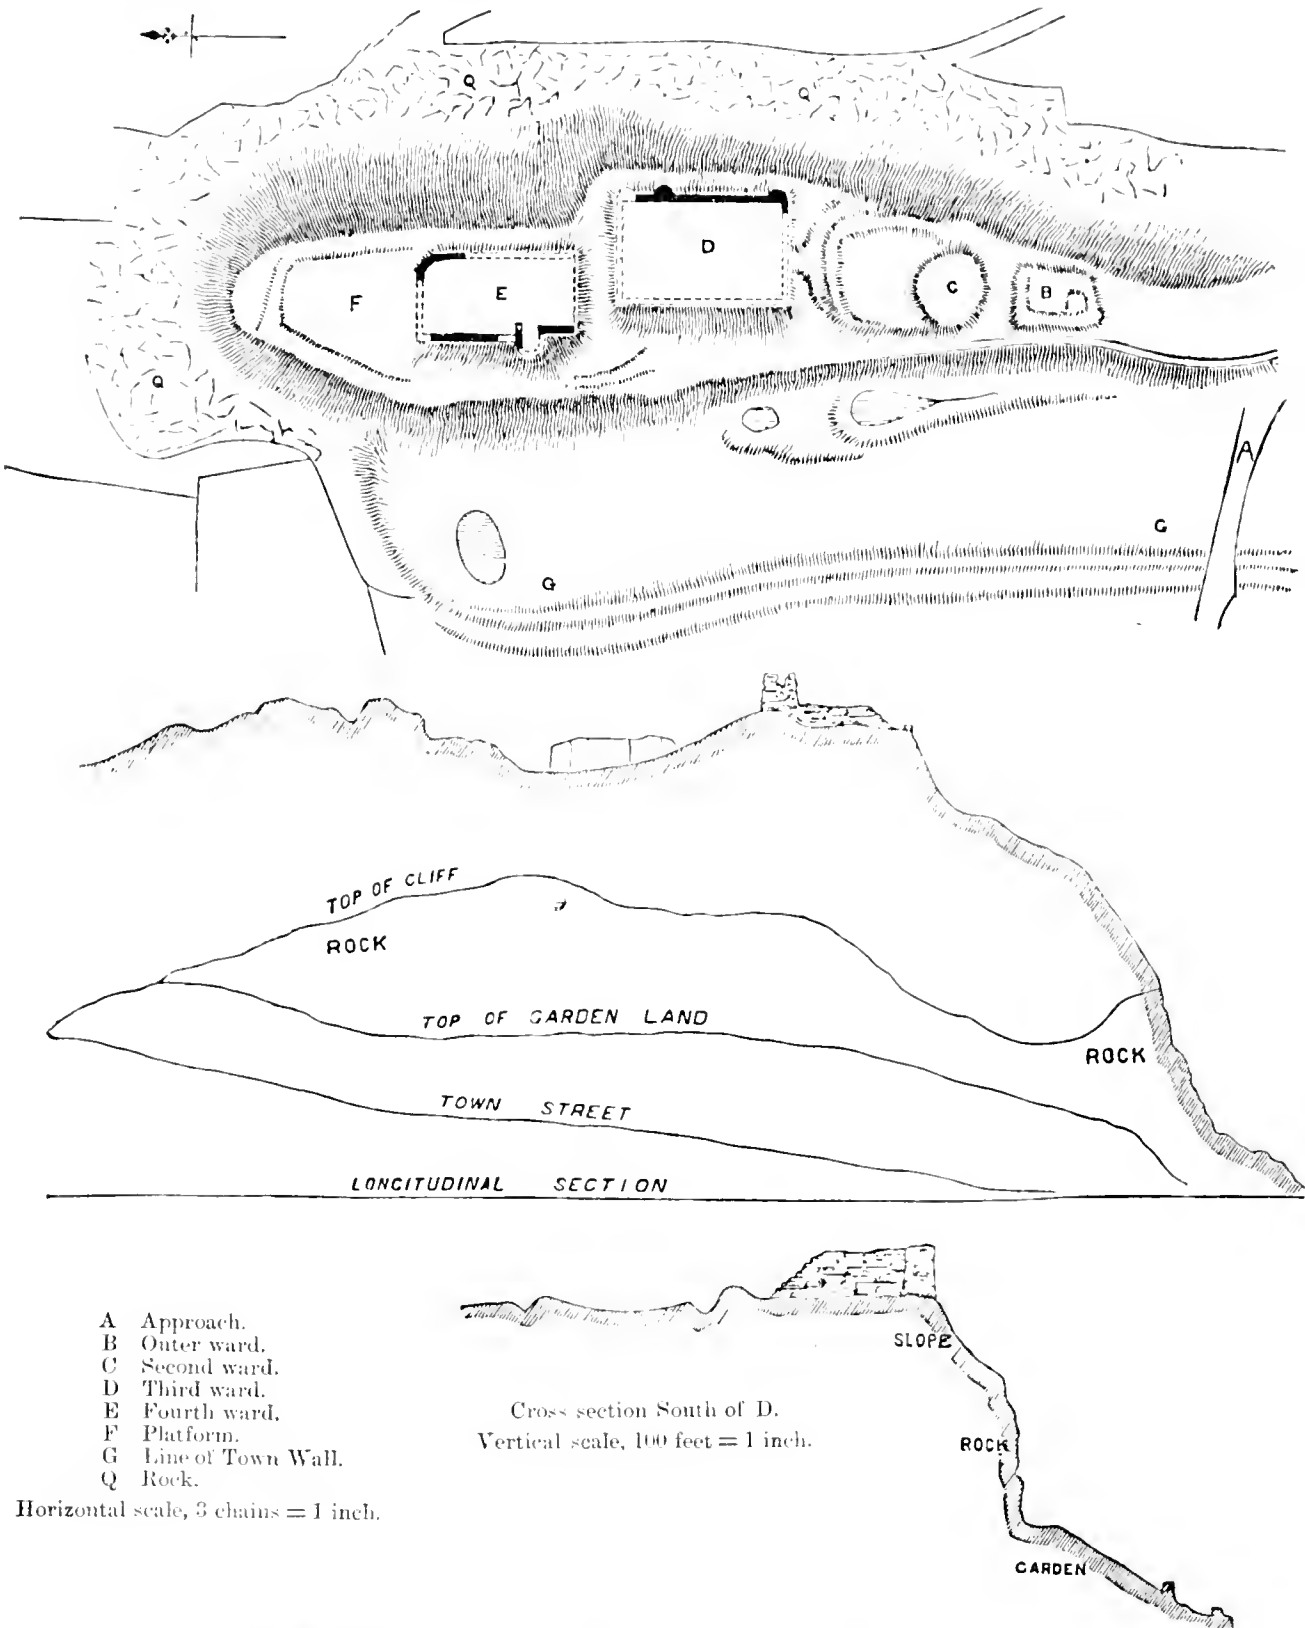 Q
Q
D
E
C
B
F
Q
A
G
G
TOP OF CLIFF
ROCK
TOP OF GARDEN LAND
ROCK
TOWN STREET
LONGITUDINAL SECTION
A Approach.
B Outer ward.
C Second ward.
D Third ward.
E Fourth ward.
F Platform.
G Line of Town Wall.
Q Rock.
Horizontal scale, 3 chains = 1 inch.
SLOPE
Cross section South of D.
Vertical scale, 100 feet = 1 inch.
ROCK
GARDEN